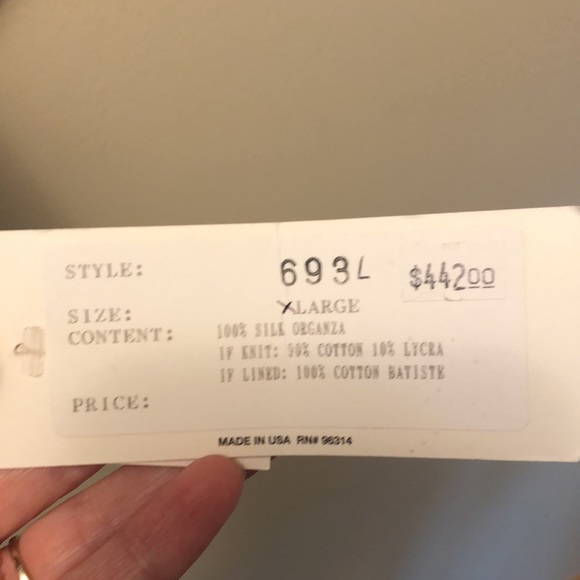 STYLE: 693L $442.00
SIZE: XLARGE
CONTENT: 100% SILK ORGANZA
IF KNIT: 90% COTTON 10% LYCRA
IF LINED: 100% COTTON BATISTE
PRICE:
MADE IN USA RN# 96314